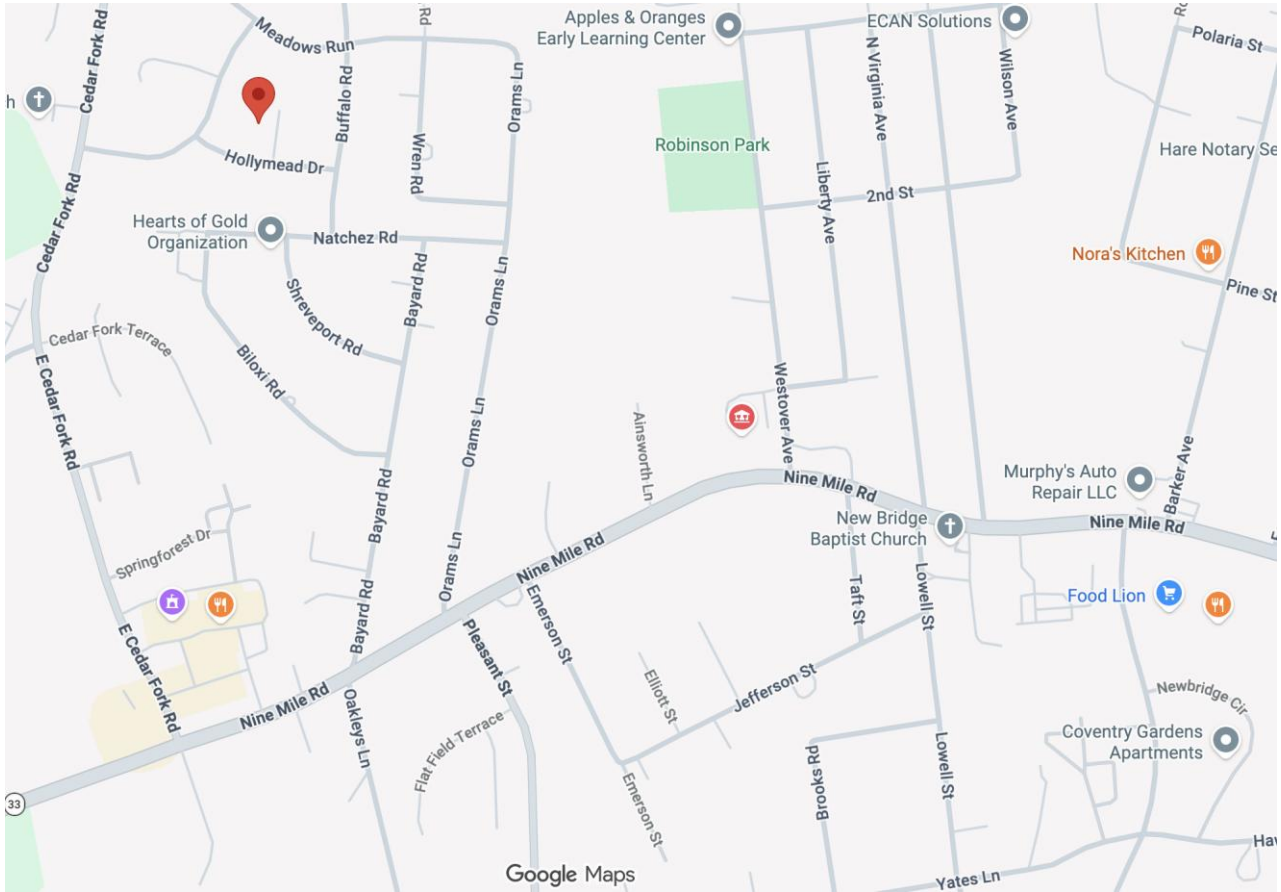 Apples & Oranges
Early Learning Center
ECAN Solutions
Polaria St
Meadows Run
Cedar Fork Rd
Buffalo Rd
Rd
Orams Ln
N Virginia Ave
Wilson Ave
h
Hollymead Dr
Wren Rd
Robinson Park
Liberty Ave
Hare Notary Se
2nd St
Hearts of Gold
Organization
Natchez Rd
Cedar Fork Rd
Nora's Kitchen
Pine St
Shreveport Rd
Bayard Rd
Orams Ln
Cedar Fork Terrace
Biloxi Rd
E Cedar Fork Rd
Westover Ave
Ainsworth Ln
Orams Ln
Nine Mile Rd
Murphy's Auto
Repair LLC
Barker Ave
Bayard Rd
New Bridge
Baptist Church
Nine Mile Rd
Springforest Dr
Nine Mile Rd
Orams Ln
Emerson St
Taft St
Lowell St
Food Lion
Bayard Rd
E Cedar Fork Rd
Pleasant St
Elliott St
Jefferson St
Nine Mile Rd
Oakleys Ln
Flat Field Terrace
Newbridge Cir
Coventry Gardens
Apartments
Brooks Rd
Lowell St
33
Emerson St
Google Maps
Yates Ln
Hav